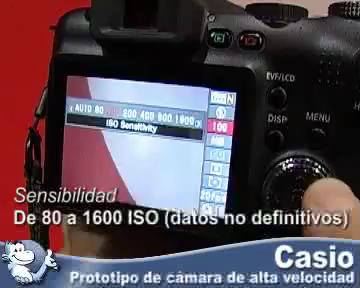 EVF/LCD
AUTO 80 100 200 400 800 1600
ISO Sensitivity
100
DISP
MENU
Sensibilidad
De 80 a 1600 ISO (datos no definitivos)
Casio
Prototipo de cámara de alta velocidad